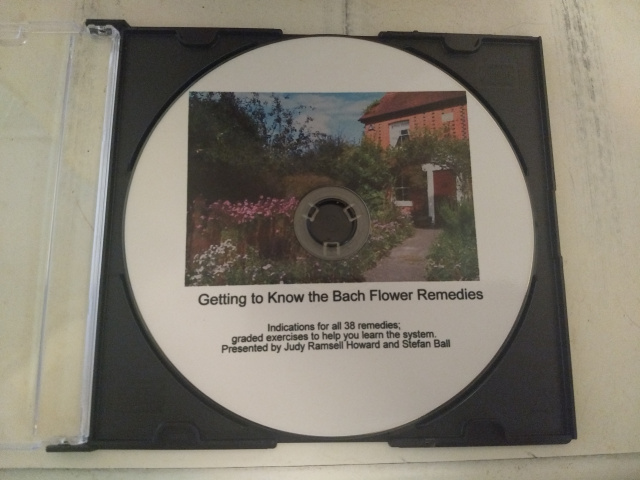 Getting to Know the Bach Flower Remedies
Indications for all 38 remedies;
graded exercises to help you learn the system.
Presented by Judy Ramsell Howard and Stefan Ball